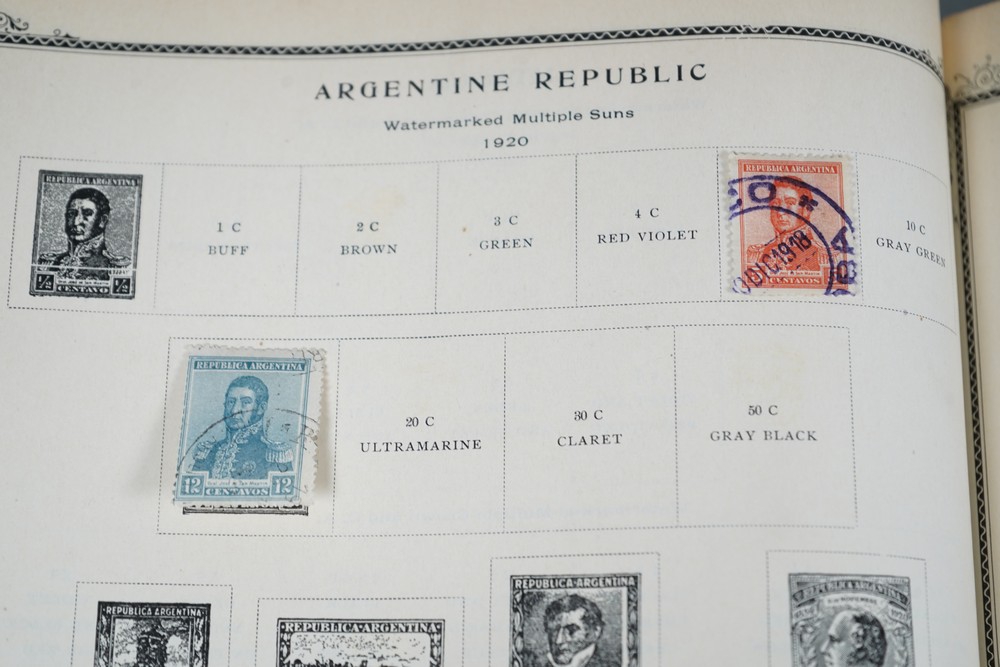 ARGENTINE REPUBLIC
Watermarked Multiple Suns
1920
REPUBLICA ARGENTINA
½ CENTAVO ½
1 C
BUFF
2 C
BROWN
3 C
GREEN
4 C
RED VIOLET
REPUBLICA ARGENTINA
CO *
DIC 1918
OBA
CENTAVOS
10 C
GRAY GREEN
REPUBLICA ARGENTINA
12 CENTAVOS 12
20 C
ULTRAMARINE
30 C
CLARET
50 C
GRAY BLACK
REPUBLICA ARGENTINA
REPUBLICA ARGENTINA
REPUBLICA ARGENTINA
REPUBLICA ARGENTINA